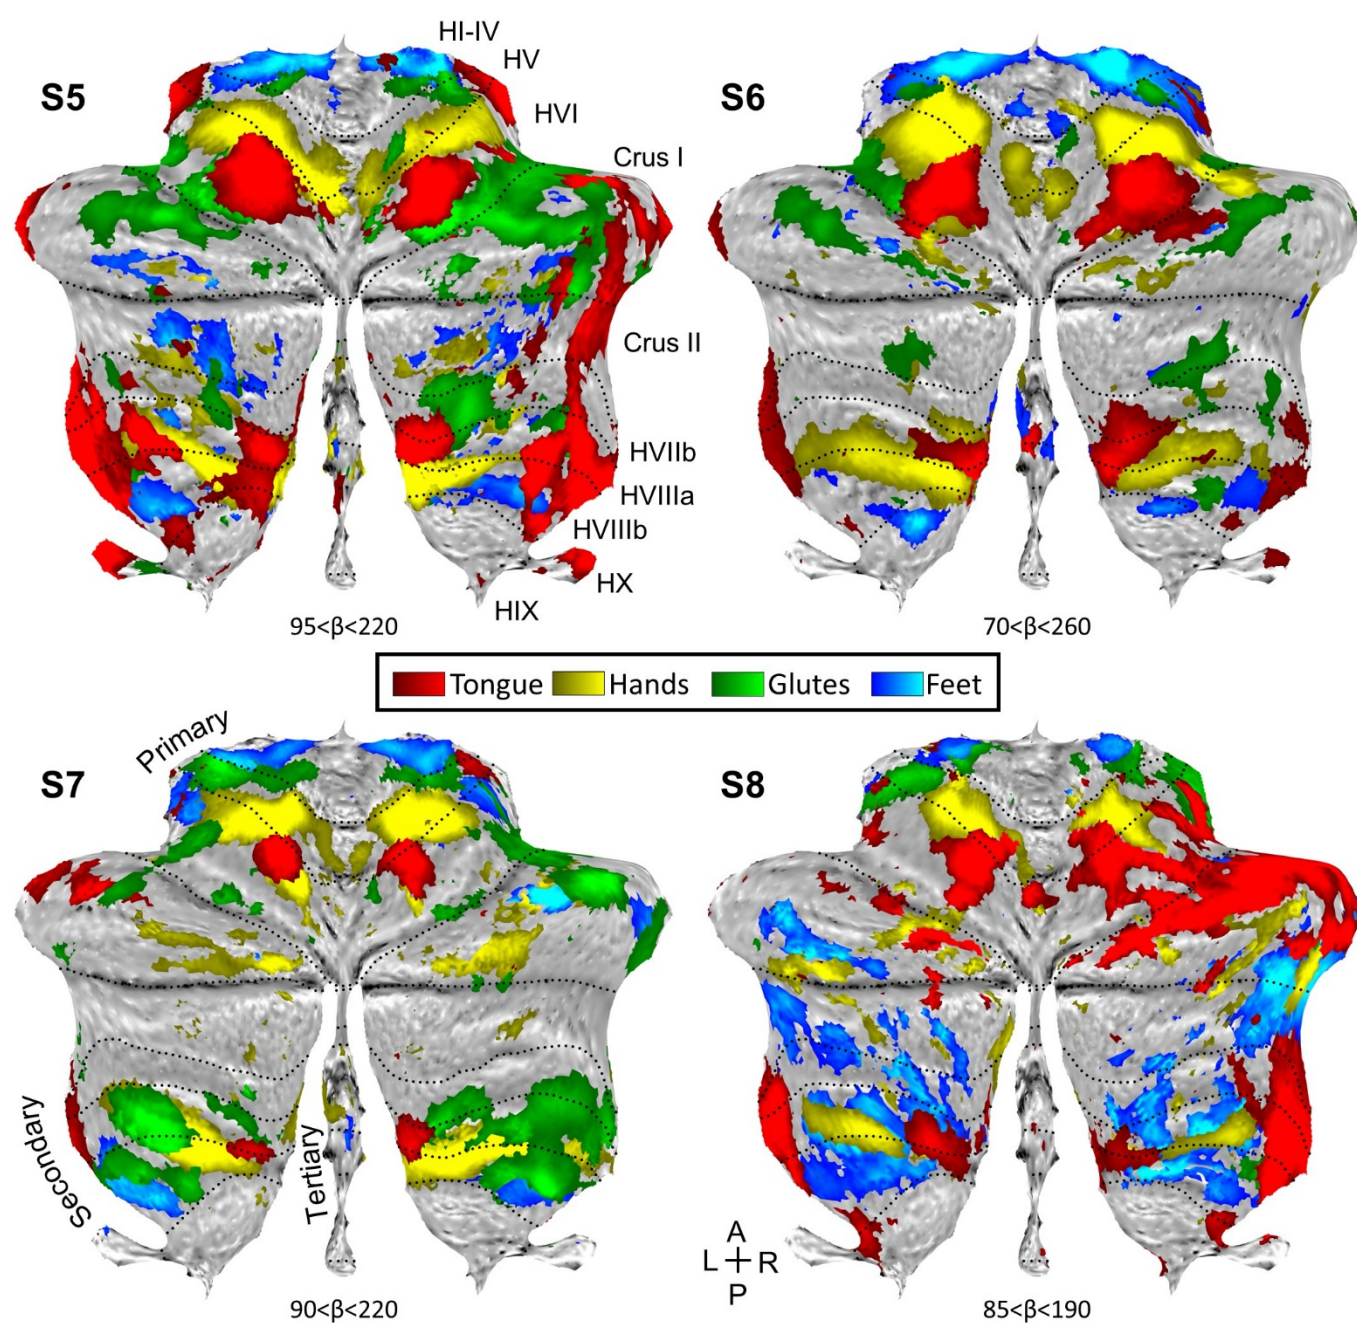 S5
HI-IV
HV
HVI
Crus I
Crus II
HVIIb
HVIIIa
HVIIIb
HX
HIX
95<β<220
S6
70<β<260
Tongue Hands Glutes Feet
Primary
S7
Secondary
Tertiary
90<β<220
S8
A
L R
P
85<β<190